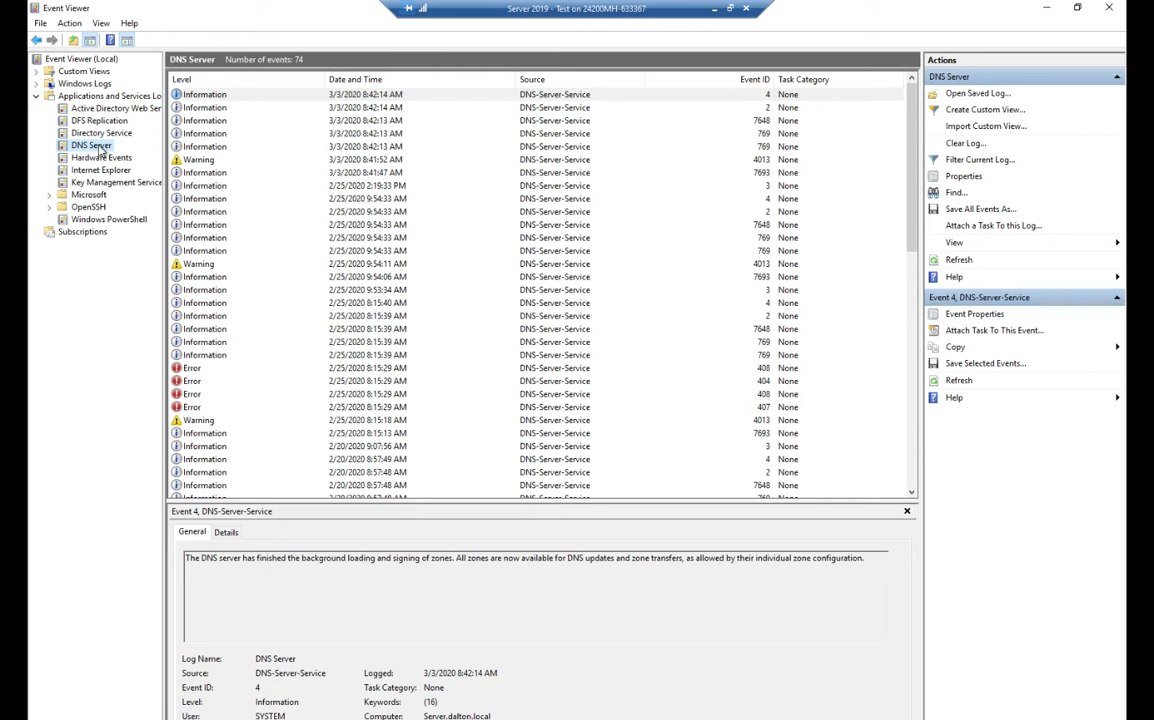 Event Viewer
Server 2019 - Test on 24200MH-633367
File Action View Help
Event Viewer (Local)
Custom Views
Windows Logs
Applications and Services Lo
Active Directory Web Ser
DFS Replication
Directory Service
DNS Server
Hardware Events
Internet Explorer
Key Management Service
Microsoft
OpenSSH
Windows PowerShell
Subscriptions
DNS Server Number of events: 74
Level Date and Time Source Event ID Task Category
Information 3/3/2020 8:42:14 AM DNS-Server-Service 4 None
Information 3/3/2020 8:42:14 AM DNS-Server-Service 2 None
Information 3/3/2020 8:42:13 AM DNS-Server-Service 7648 None
Information 3/3/2020 8:42:13 AM DNS-Server-Service 769 None
Information 3/3/2020 8:42:13 AM DNS-Server-Service 769 None
Warning 3/3/2020 8:41:52 AM DNS-Server-Service 4013 None
Information 3/3/2020 8:41:47 AM DNS-Server-Service 7693 None
Information 2/25/2020 2:19:33 PM DNS-Server-Service 3 None
Information 2/25/2020 9:54:33 AM DNS-Server-Service 4 None
Information 2/25/2020 9:54:33 AM DNS-Server-Service 2 None
Information 2/25/2020 9:54:33 AM DNS-Server-Service 7648 None
Information 2/25/2020 9:54:33 AM DNS-Server-Service 769 None
Information 2/25/2020 9:54:33 AM DNS-Server-Service 769 None
Warning 2/25/2020 9:54:11 AM DNS-Server-Service 4013 None
Information 2/25/2020 9:54:06 AM DNS-Server-Service 7693 None
Information 2/25/2020 9:53:34 AM DNS-Server-Service 3 None
Information 2/25/2020 8:15:40 AM DNS-Server-Service 4 None
Information 2/25/2020 8:15:39 AM DNS-Server-Service 2 None
Information 2/25/2020 8:15:39 AM DNS-Server-Service 7648 None
Information 2/25/2020 8:15:39 AM DNS-Server-Service 769 None
Information 2/25/2020 8:15:39 AM DNS-Server-Service 769 None
Error 2/25/2020 8:15:29 AM DNS-Server-Service 408 None
Error 2/25/2020 8:15:29 AM DNS-Server-Service 404 None
Error 2/25/2020 8:15:29 AM DNS-Server-Service 408 None
Error 2/25/2020 8:15:29 AM DNS-Server-Service 407 None
Warning 2/25/2020 8:15:18 AM DNS-Server-Service 4013 None
Information 2/25/2020 8:15:13 AM DNS-Server-Service 7693 None
Information 2/20/2020 9:07:56 AM DNS-Server-Service 3 None
Information 2/20/2020 8:57:49 AM DNS-Server-Service 4 None
Information 2/20/2020 8:57:48 AM DNS-Server-Service 2 None
Information 2/20/2020 8:57:48 AM DNS-Server-Service 7648 None
Information 2/20/2020 8:57:48 AM DNS-Server-Service 769 None
Event 4, DNS-Server-Service
General Details
The DNS server has finished the background loading and signing of zones. All zones are now available for DNS updates and zone transfers, as allowed by their individual zone configuration.
Log Name: DNS Server
Source: DNS-Server-Service Logged: 3/3/2020 8:42:14 AM
Event ID: 4 Task Category: None
Level: Information Keywords: (16)
User: SYSTEM Computer: Server.dalton.local
Actions
DNS Server
Open Saved Log...
Create Custom View...
Import Custom View...
Clear Log...
Filter Current Log...
Properties
Find...
Save All Events As...
Attach a Task To this Log...
View
Refresh
Help
Event 4, DNS-Server-Service
Event Properties
Attach Task To This Event...
Copy
Save Selected Events...
Refresh
Help